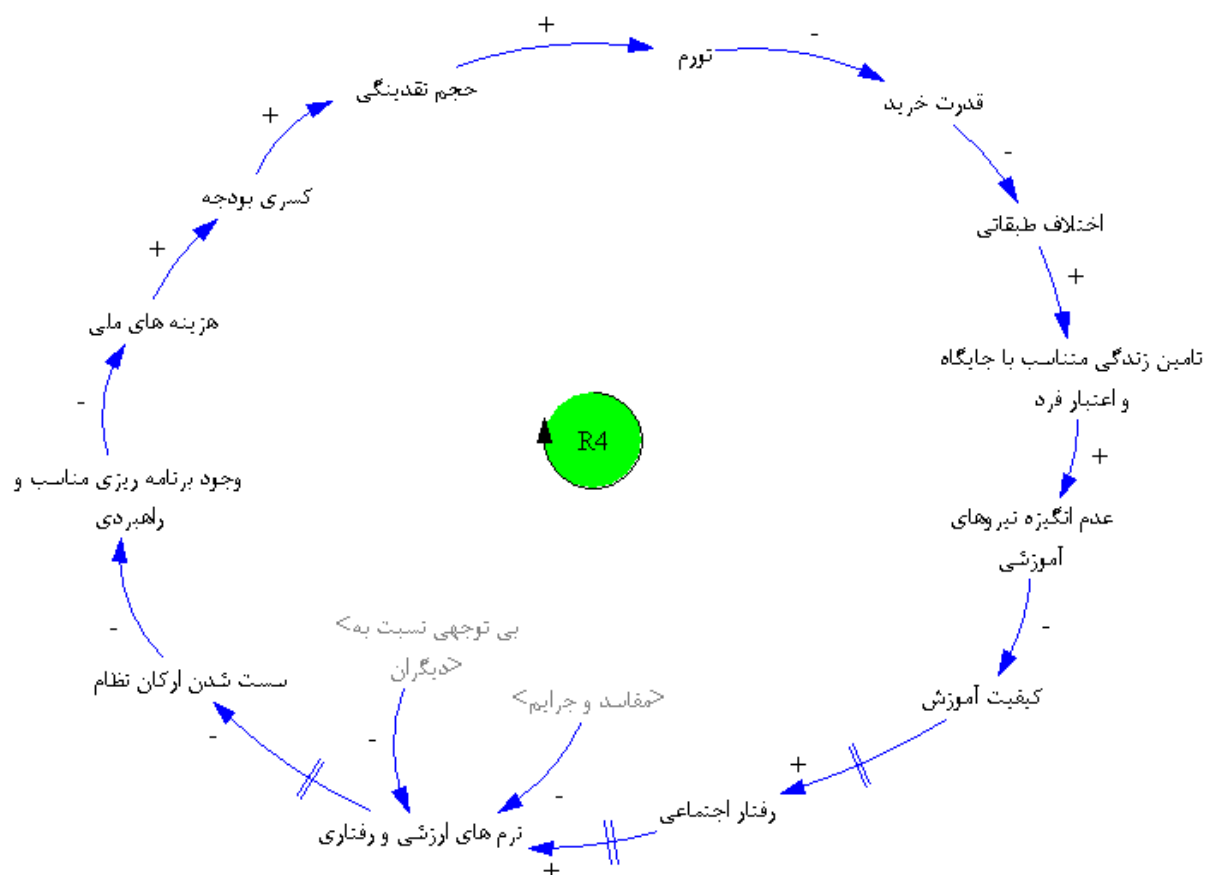 +
-
تورم
قدرت خرید
حجم نقدینگی
+
-
کسری بودجه
اختلاف طبقاتی
+
+
هزینه های ملی
تامین زندگی متناسب با جایگاه
و اعتبار فرد
-
R4
+
وجود برنامه ریزی مناسب و
راهبردی
عدم انگیزه نیروهای
آموزشی
-
-
<بی توجهی نسبت به
دیگران>
سست شدن ارکان نظام
<مفاسد و جرایم>
کیفیت آموزش
-
-
+
-
رفتار اجتماعی
نرم های ارزشی و رفتاری
+